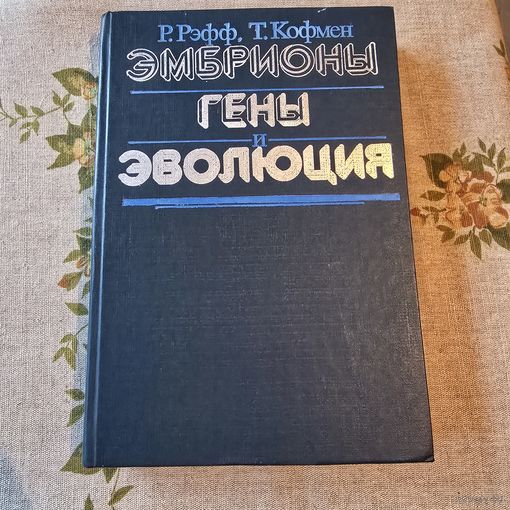 Р. Рэфф, Т. Кофмен
ЭМБРИОНЫ
ГЕНЫ
И
ЭВОЛЮЦИЯ